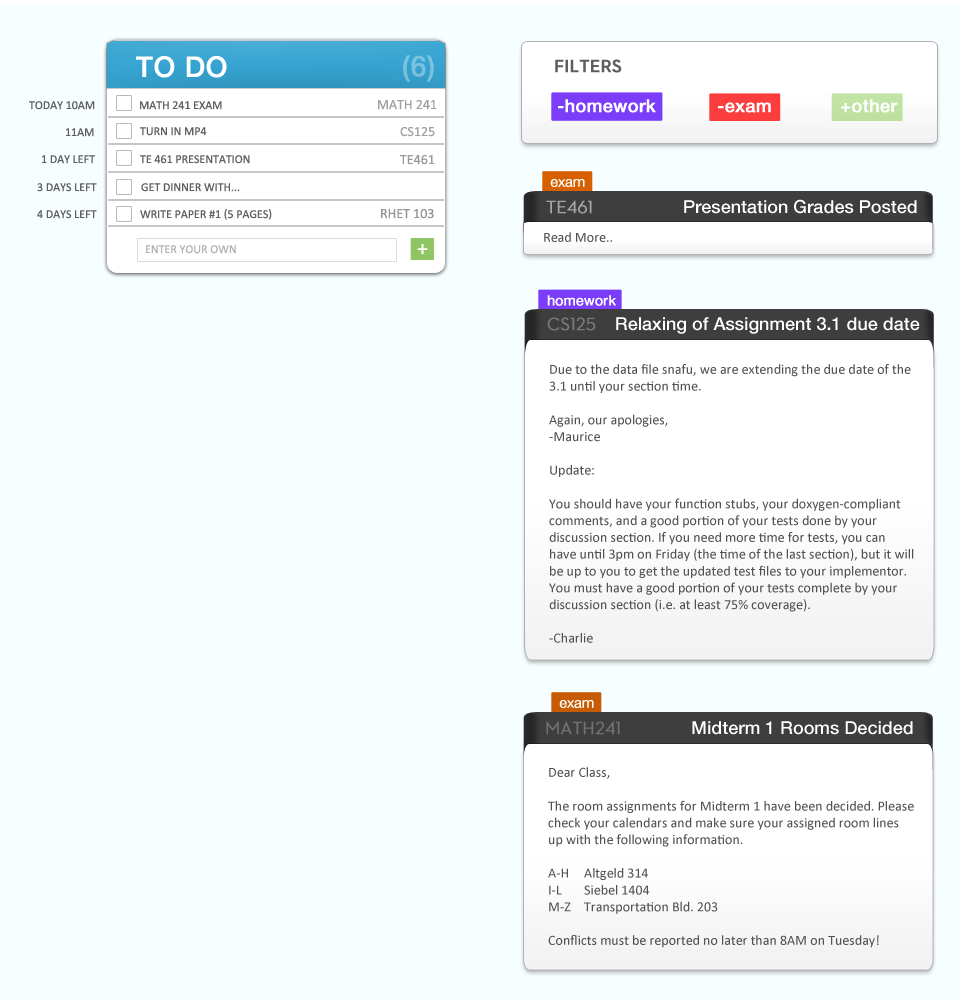 TO DO (6)
TODAY 10AM MATH 241 EXAM MATH 241
11AM TURN IN MP4 CS125
1 DAY LEFT TE 461 PRESENTATION TE461
3 DAYS LEFT GET DINNER WITH...
4 DAYS LEFT WRITE PAPER #1 (5 PAGES) RHET 103
ENTER YOUR OWN +
FILTERS
-homework -exam +other
exam
TE461 Presentation Grades Posted
Read More..
homework
CS125 Relaxing of Assignment 3.1 due date
Due to the data file snafu, we are extending the due date of the
3.1 until your section time.
Again, our apologies,
-Maurice
Update:
You should have your function stubs, your doxygen-compliant
comments, and a good portion of your tests done by your
discussion section. If you need more time for tests, you can
have until 3pm on Friday (the time of the last section), but it will
be up to you to get the updated test files to your implementor.
You must have a good portion of your tests complete by your
discussion section (i.e. at least 75% coverage).
-Charlie
exam
MATH241 Midterm 1 Rooms Decided
Dear Class,
The room assignments for Midterm 1 have been decided. Please
check your calendars and make sure your assigned room lines
up with the following information.
A-H Altgeld 314
I-L Siebel 1404
M-Z Transportation Bld. 203
Conflicts must be reported no later than 8AM on Tuesday!